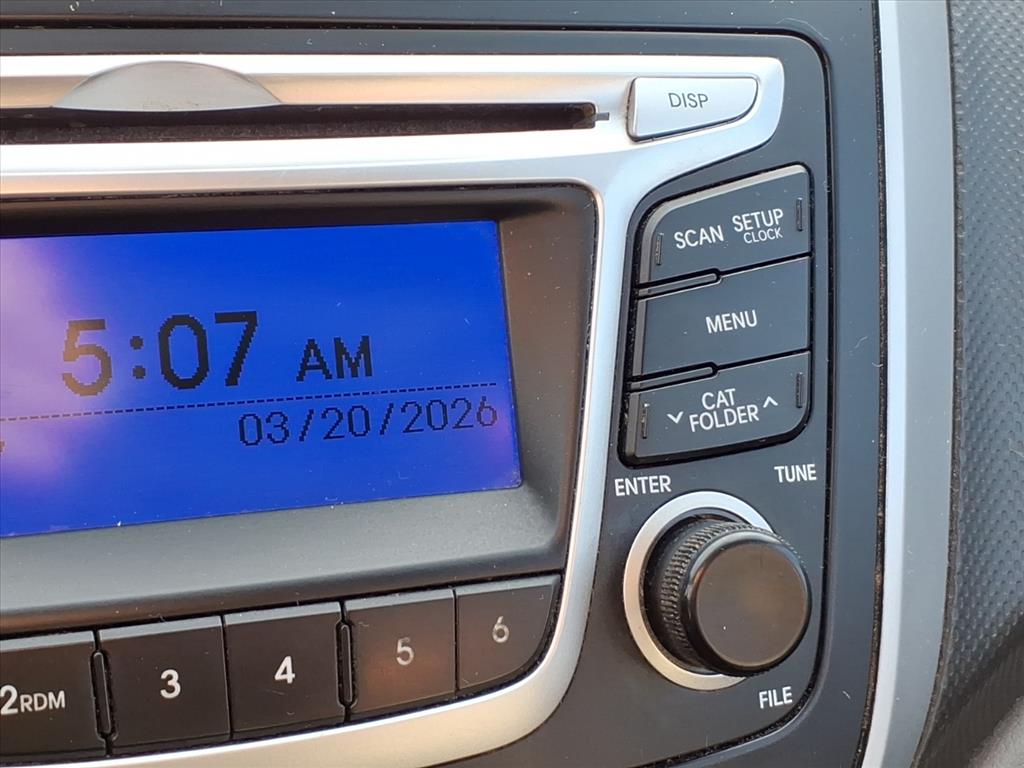 DISP
SCAN SETUP
CLOCK
5:07 AM
MENU
03/20/2026
CAT
FOLDER
ENTER
TUNE
2RDM
3
4
5
6
FILE